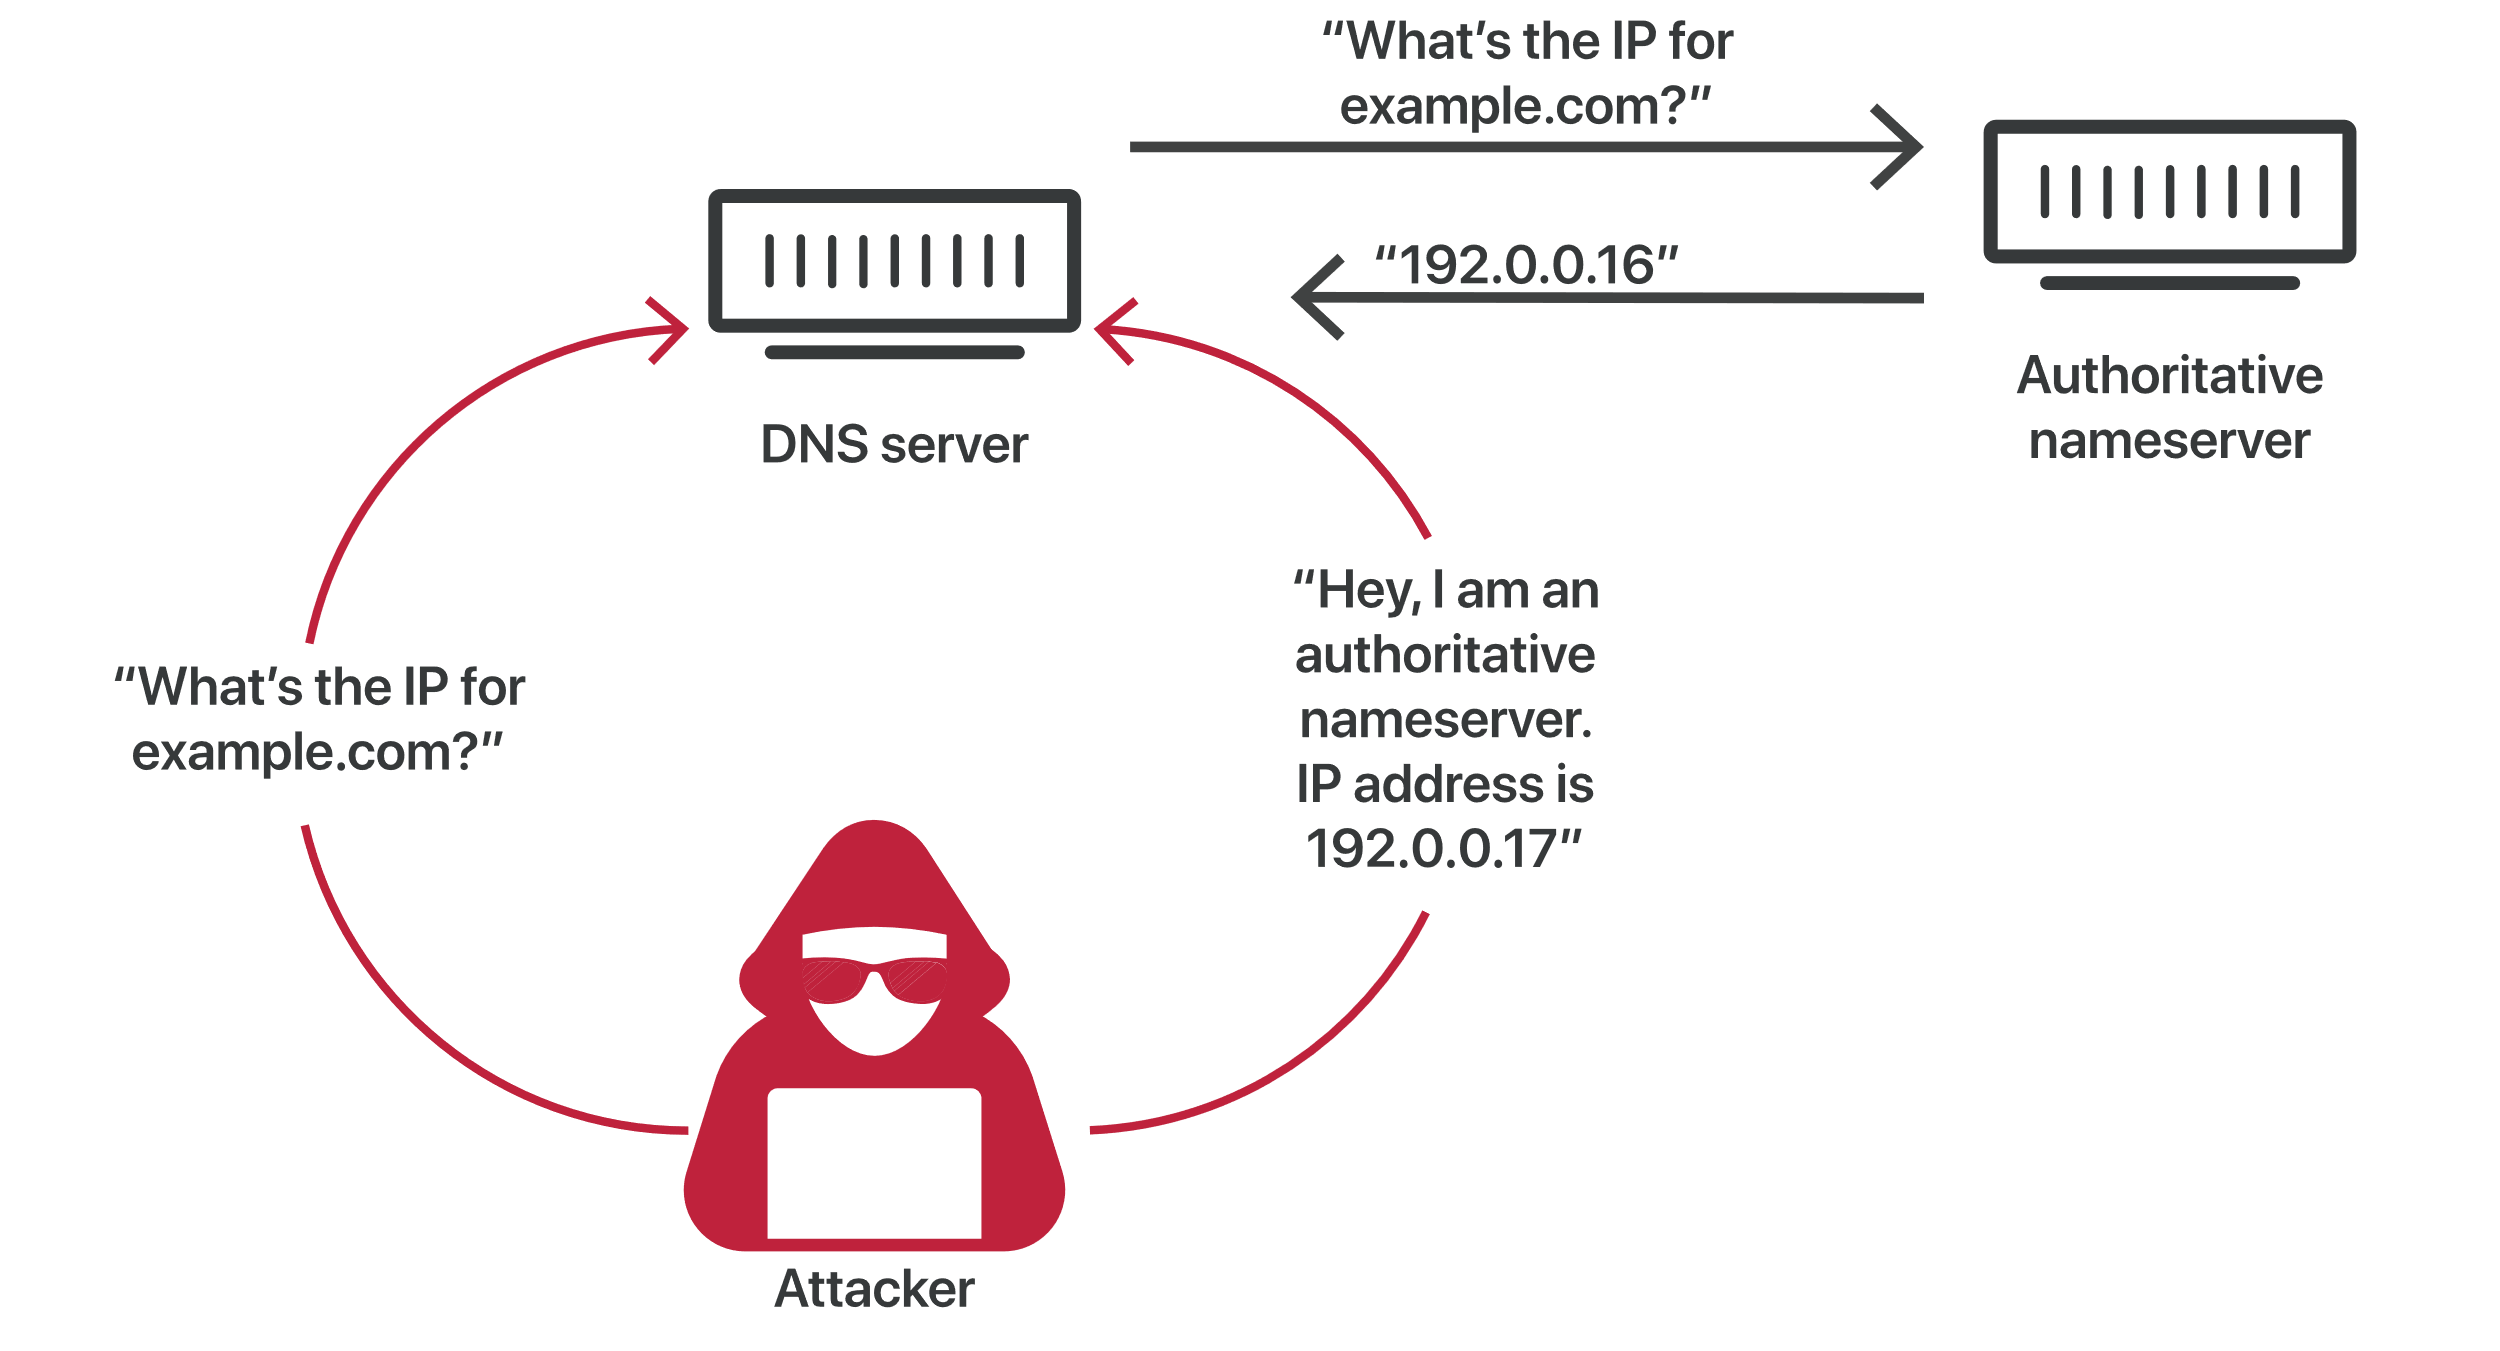 “What’s the IP for
example.com?”
“192.0.0.16”
Authoritative
nameserver
DNS server
“Hey, I am an
authoritative
nameserver.
IP address is
192.0.0.17”
“What’s the IP for
example.com?”
Attacker